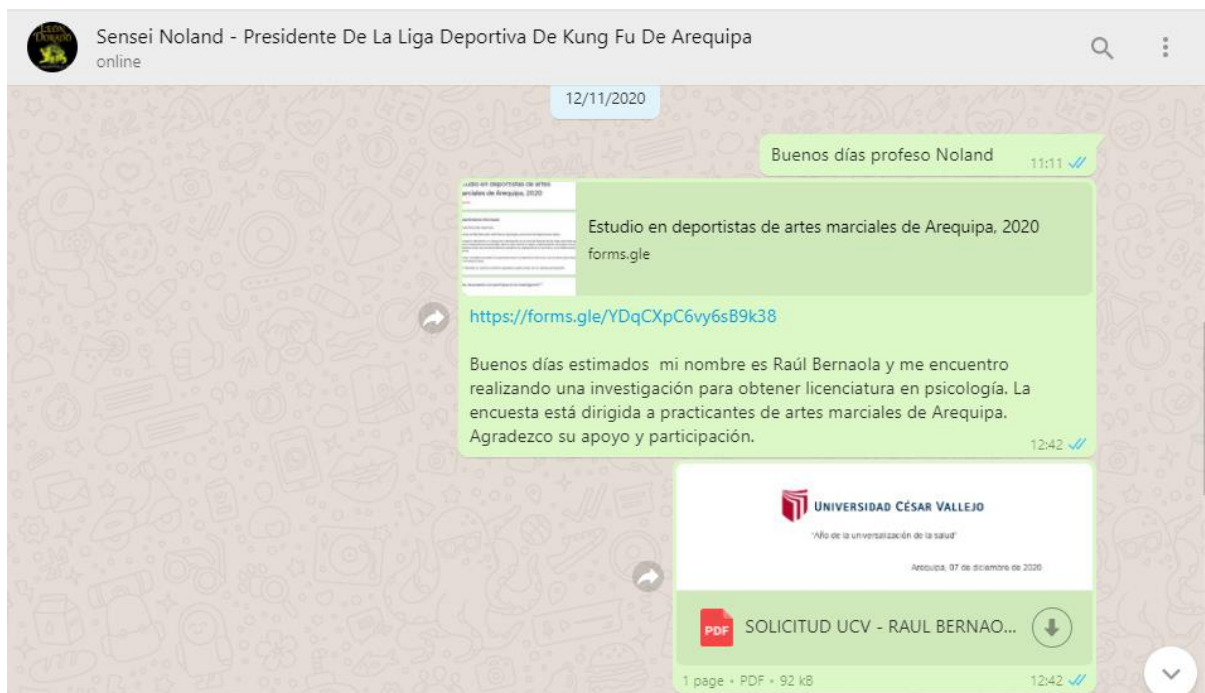 LEON
DORADO
Sensei Noland - Presidente De La Liga Deportiva De Kung Fu De Arequipa
online
12/11/2020
Buenos días profeso Noland
11:11
Estudio en deportistas de artes marciales de Arequipa, 2020
forms.gle
https://forms.gle/YDqCXpC6vy6sB9k38
Buenos días estimados mi nombre es Raúl Bernaola y me encuentro
realizando una investigación para obtener licenciatura en psicología. La
encuesta está dirigida a practicantes de artes marciales de Arequipa.
Agradezco su apoyo y participación.
12:42
UNIVERSIDAD CÉSAR VALLEJO
"Año de la universalización de la salud"
Arequipa, 07 de diciembre de 2020
PDF
SOLICITUD UCV - RAUL BERNAO...
1 page • PDF • 92 kB
12:42